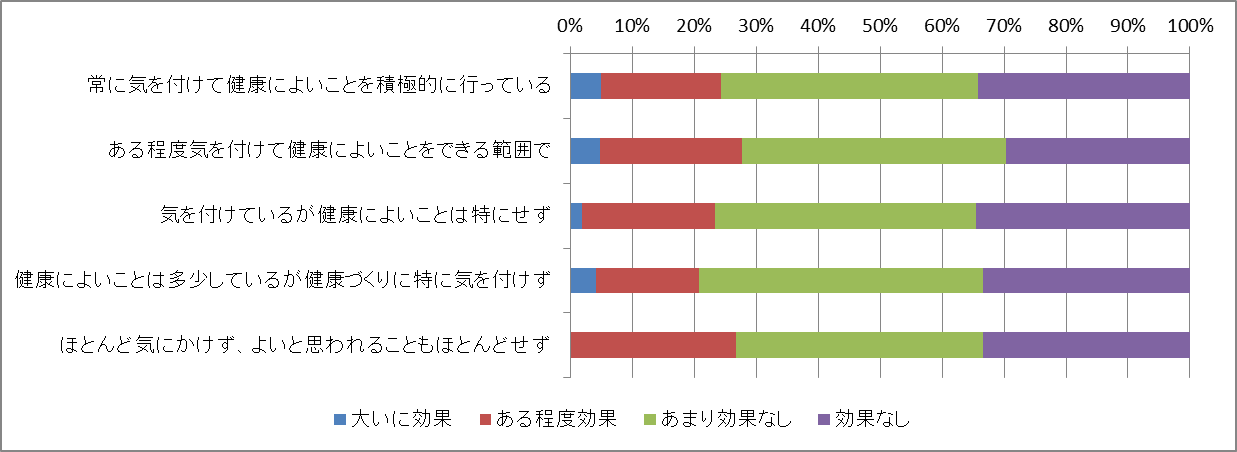 0% 10% 20% 30% 40% 50% 60% 70% 80% 90% 100%
常に気を付けて健康によいことを積極的に行っている
ある程度気を付けて健康によいことをできる範囲で
気を付けているが健康によいことは特にせず
健康によいことは多少しているが健康づくりに特に気を付けず
ほとんど気にかけず、よいと思われることもほとんどせず
大いに効果 ある程度効果 あまり効果なし 効果なし